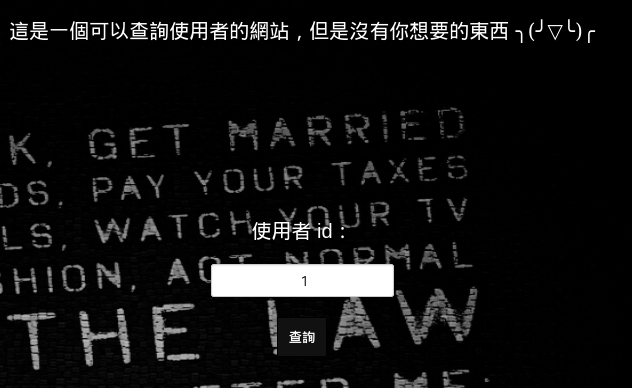 這是一個可以查詢使用者的網站，但是沒有你想要的東西 ╮(╯▽╰)╭
K, GET MARRIED
DS, PAY YOUR TAXES
LS, WATCH YOUR TV
使用者 id：
SHION, ACT NORMAL
1
THE LAW
查詢
AFTER ME: